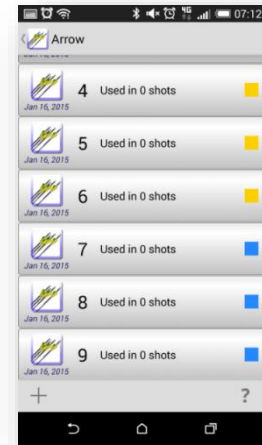 4G 07:12
Arrow
4 Used in 0 shots
Jan 16, 2015
5 Used in 0 shots
Jan 16, 2015
6 Used in 0 shots
Jan 16, 2015
7 Used in 0 shots
Jan 16, 2015
8 Used in 0 shots
Jan 16, 2015
9 Used in 0 shots
Jan 16, 2015
+ ?